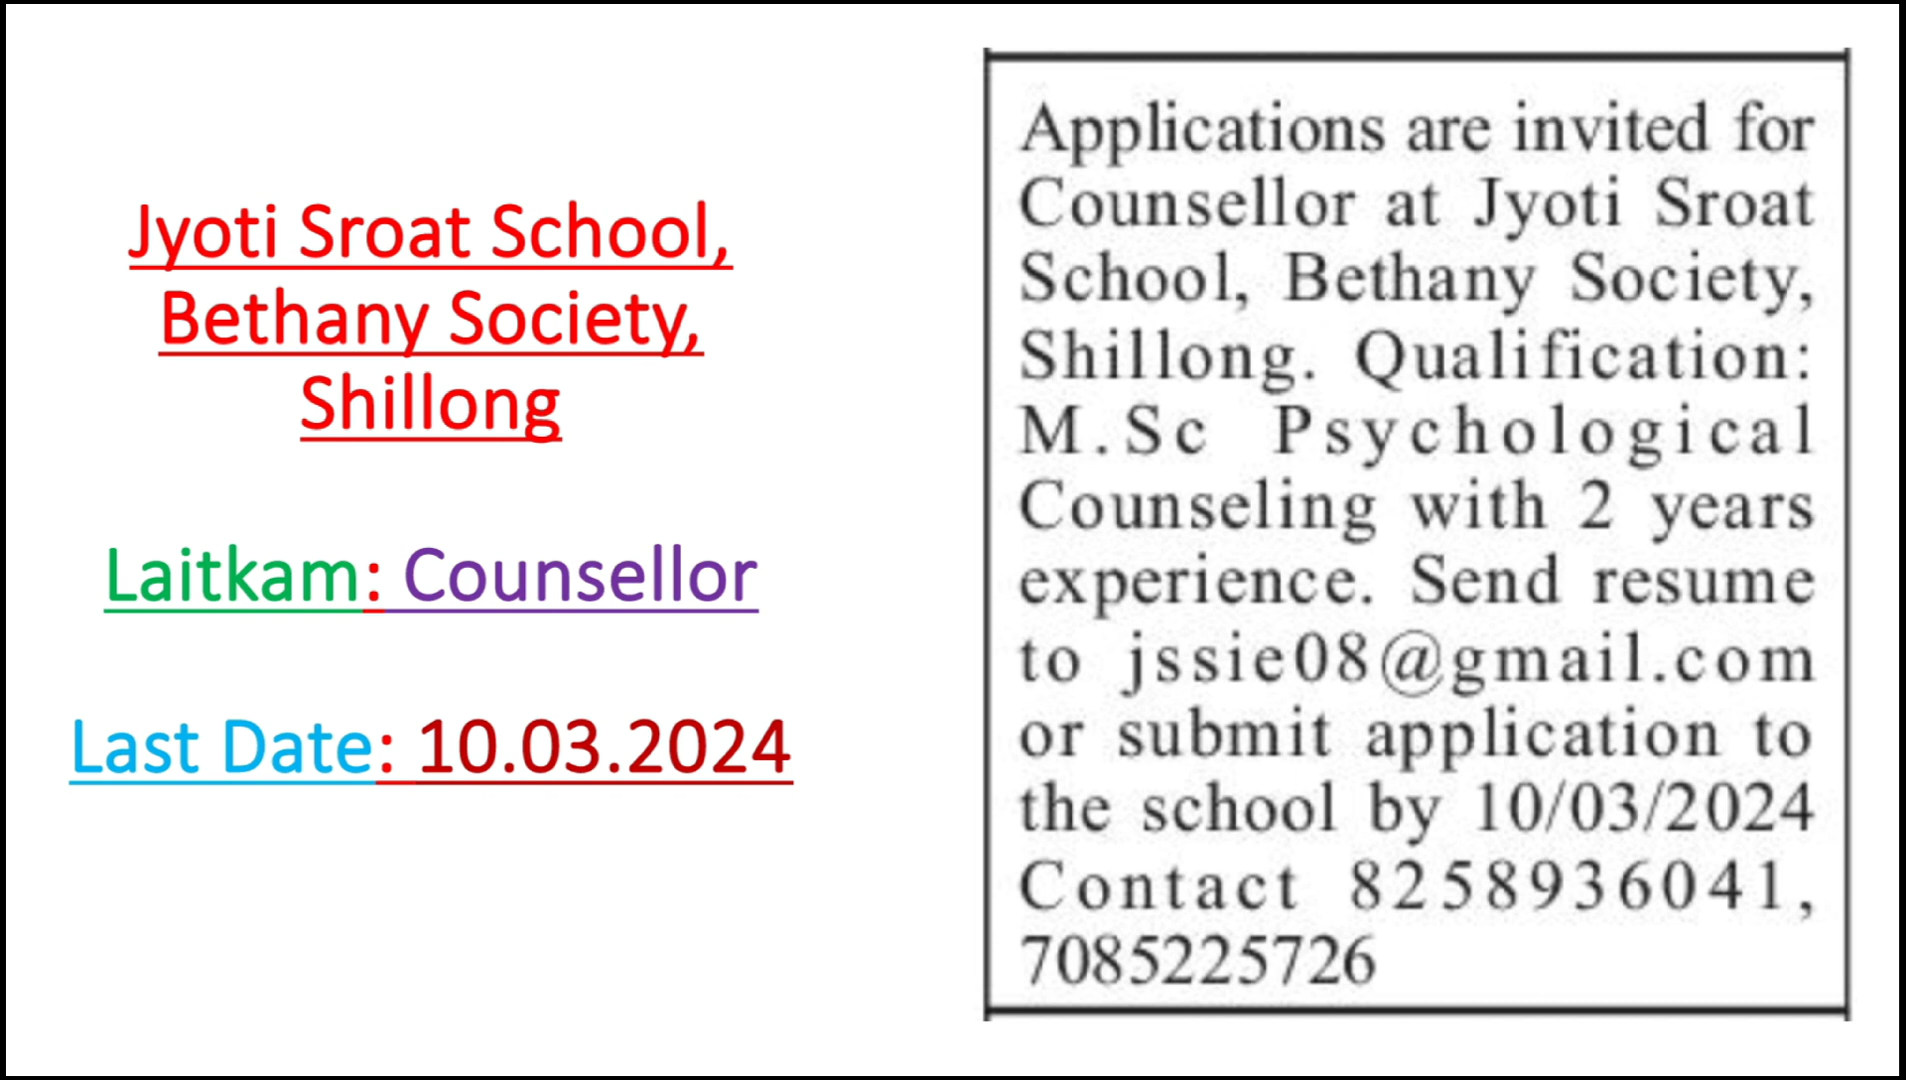 Jyoti Sroat School,
Bethany Society,
Shillong
Laitkam: Counsellor
Last Date: 10.03.2024
Applications are invited for
Counsellor at Jyoti Sroat
School, Bethany Society,
Shillong. Qualification:
M.Sc Psychological
Counseling with 2 years
experience. Send resume
to jssie08@gmail.com
or submit application to
the school by 10/03/2024
Contact 8258936041,
7085225726